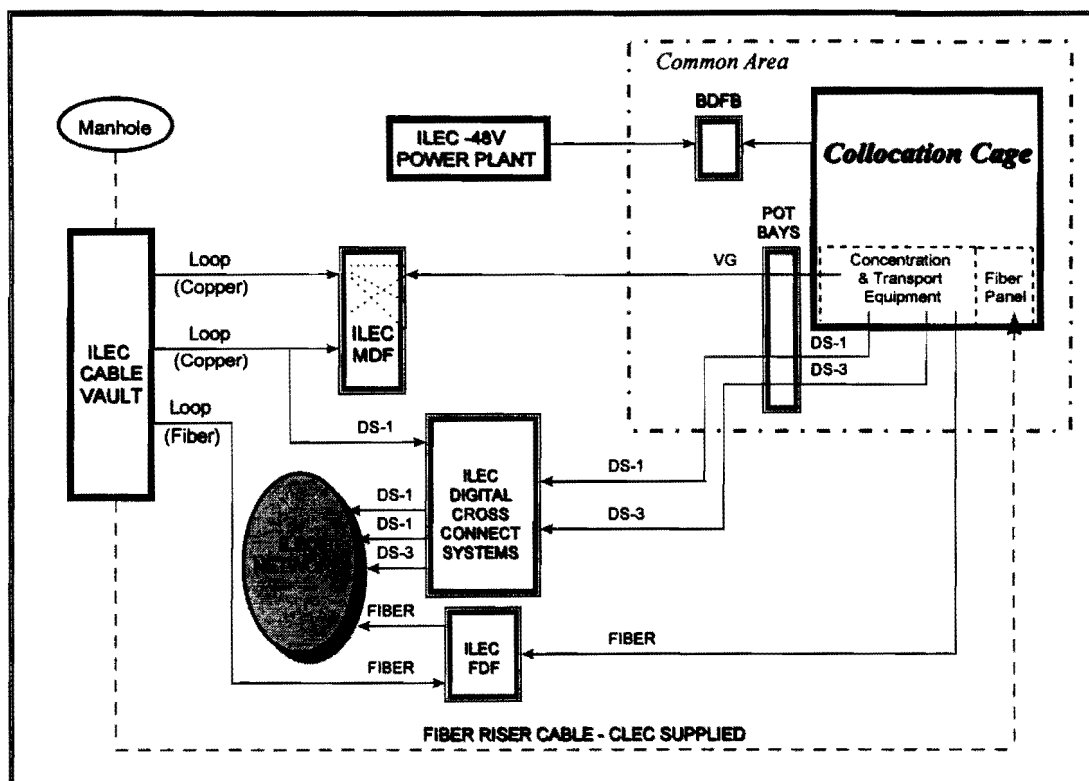 Common Area
Manhole
BDFB
ILEC -48V
POWER PLANT
Collocation Cage
POT
BAYS
Loop
(Copper)
VG
Concentration
& Transport
Equipment
Fiber
Panel
ILEC
MDF
ILEC
CABLE
VAULT
Loop
(Copper)
DS-1
DS-3
Loop
(Fiber)
DS-1
ILEC
DIGITAL
CROSS
CONNECT
SYSTEMS
DS-1
DS-3
DS-1
DS-1
DS-3
FIBER
ILEC
FDF
FIBER
FIBER
FIBER RISER CABLE - CLEC SUPPLIED